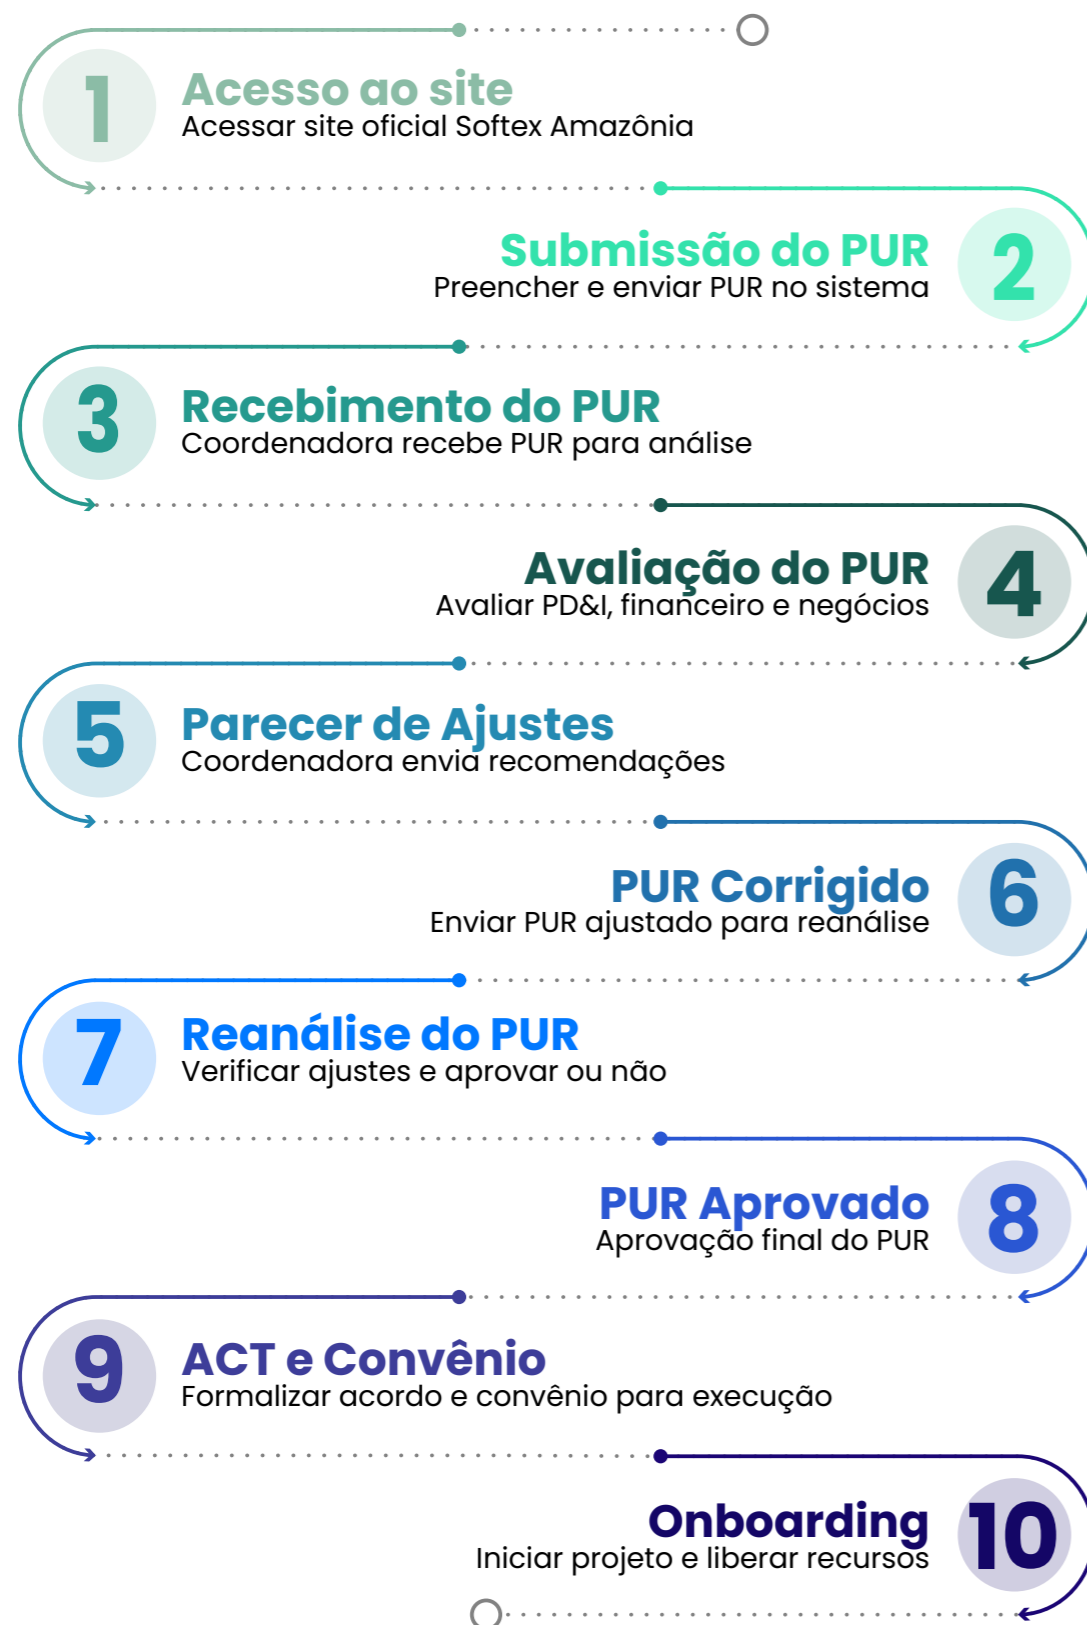 1
Acesso ao site
Acessar site oficial Softex Amazônia
Submissão do PUR
Preencher e enviar PUR no sistema
2
3
Recebimento do PUR
Coordenadora recebe PUR para análise
Avaliação do PUR
Avaliar PD&I, financeiro e negócios
4
5
Parecer de Ajustes
Coordenadora envia recomendações
PUR Corrigido
Enviar PUR ajustado para reanálise
6
7
Reanálise do PUR
Verificar ajustes e aprovar ou não
PUR Aprovado
Aprovação final do PUR
8
9
ACT e Convênio
Formalizar acordo e convênio para execução
Onboarding
Iniciar projeto e liberar recursos
10